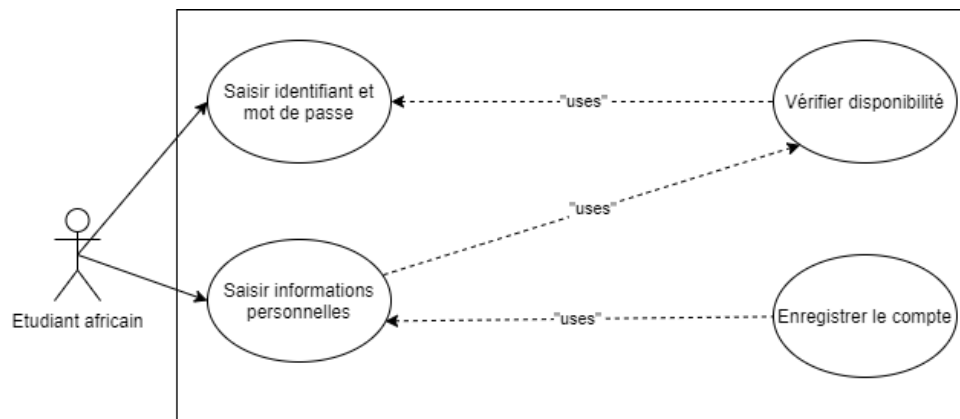 Saisir identifiant et
mot de passe
"uses"
Vérifier disponibilité
"uses"
Saisir informations
personnelles
"uses"
Enregistrer le compte
Etudiant africain